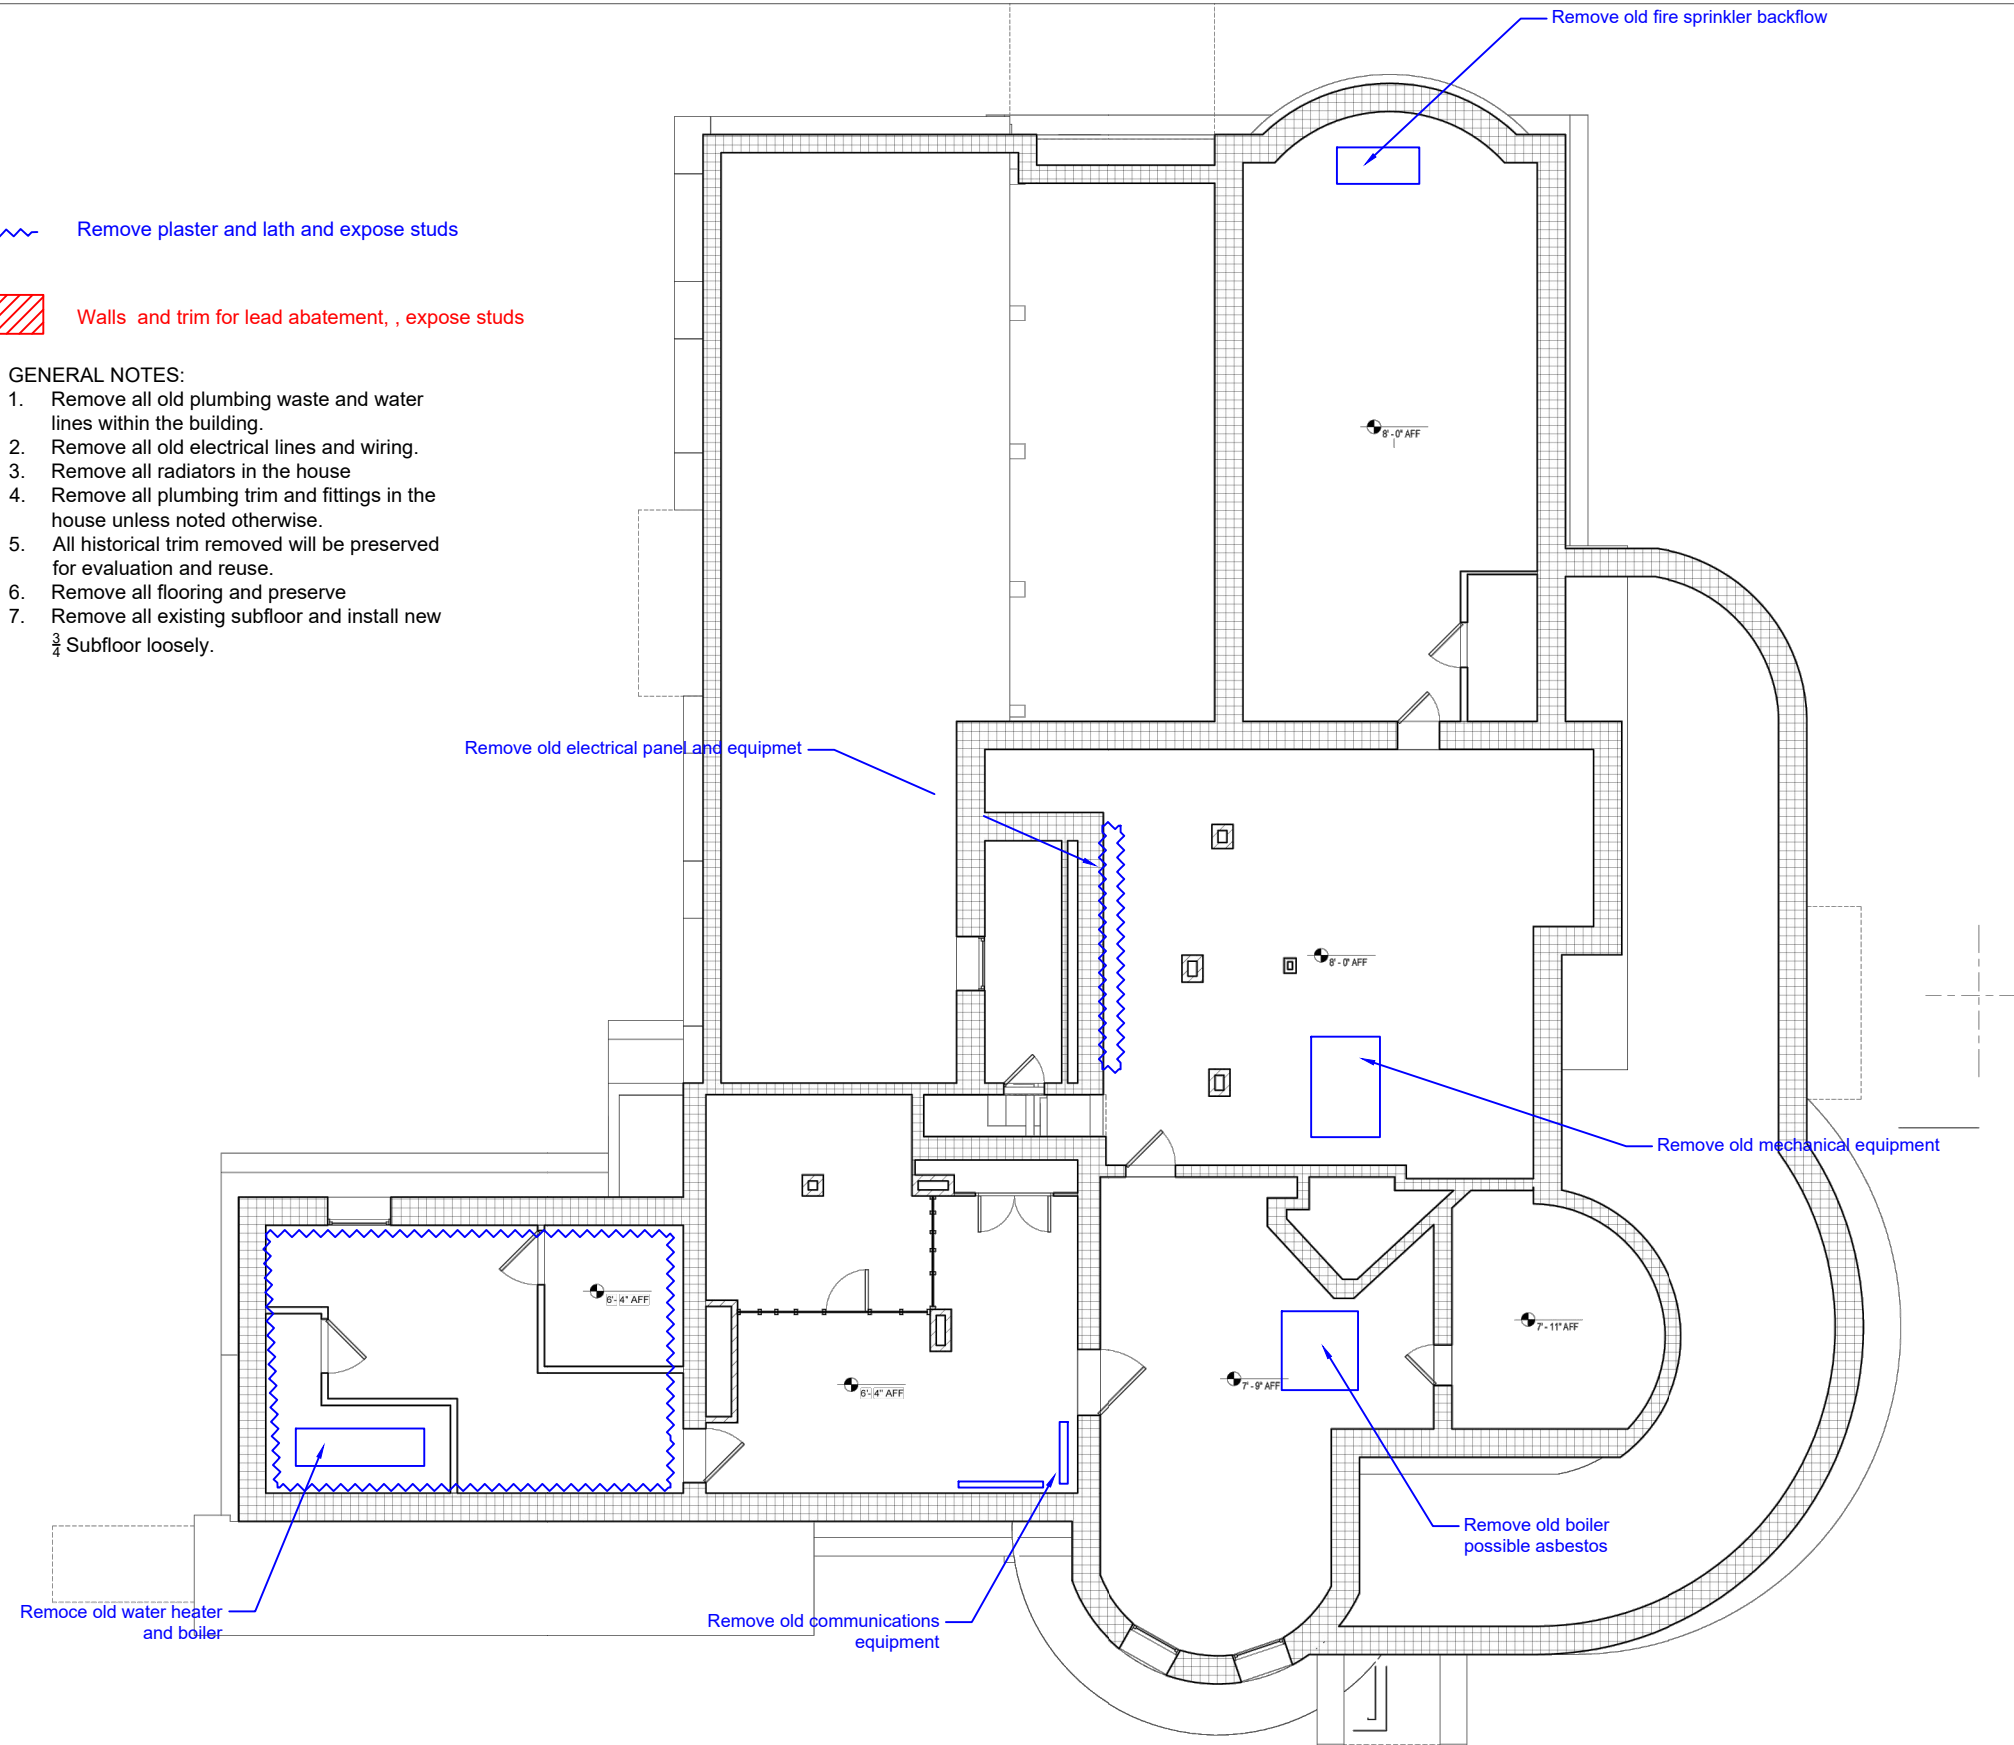 Remove old fire sprinkler backflow
Remove plaster and lath and expose studs
Walls and trim for lead abatement, , expose studs
GENERAL NOTES:
1. Remove all old plumbing waste and water
lines within the building.
2. Remove all old electrical lines and wiring.
3. Remove all radiators in the house
4. Remove all plumbing trim and fittings in the
house unless noted otherwise.
5. All historical trim removed will be preserved
for evaluation and reuse.
6. Remove all flooring and preserve
7. Remove all existing subfloor and install new
3/4 Subfloor loosely.
8' - 0" AFF
Remove old electrical panel and equipmet
8' - 0" AFF
Remove old mechanical equipment
6' - 4" AFF
7' - 11" AFF
7' - 9" AFF
6' - 4" AFF
Remove old boiler
possible asbestos
Remoce old water heater
and boiler
Remove old communications
equipment